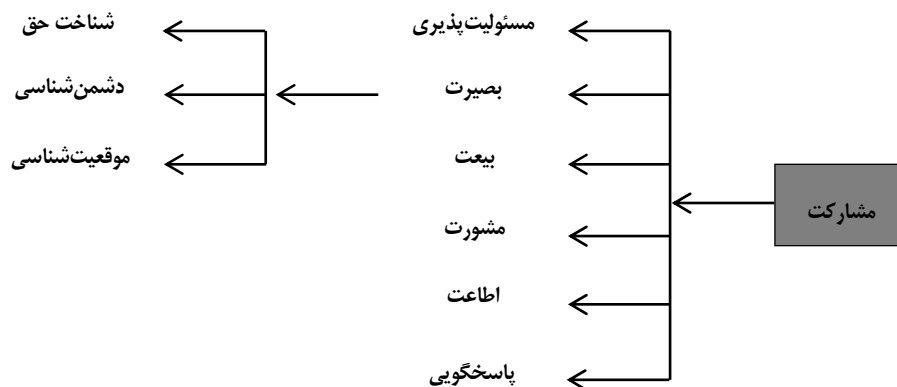 مشارکت
مسئولیت‌پذیری
بصیرت
بیعت
مشورت
اطاعت
پاسخگویی
شناخت حق
دشمن‌شناسی
موقعیت‌شناسی